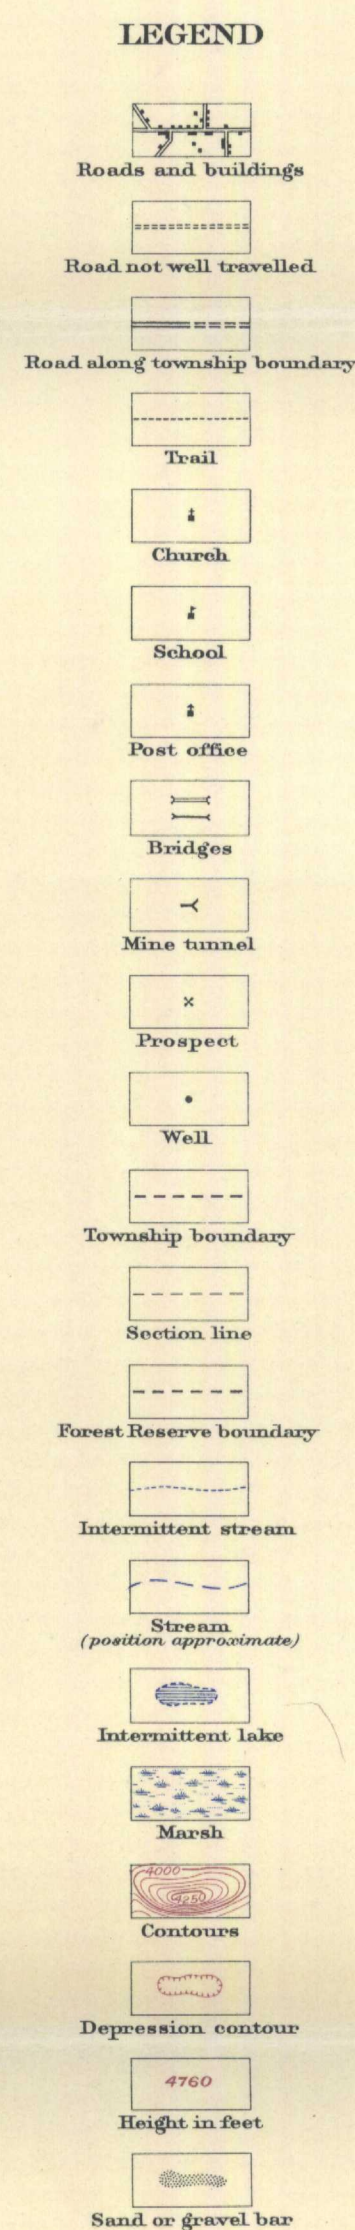 LEGEND
Roads and buildings
Road not well travelled
Road along township boundary
Trail
Church
School
Post office
Bridges
Mine tunnel
Prospect
Well
Township boundary
Section line
Forest Reserve boundary
Intermittent stream
Stream
(position approximate)
Intermittent lake
Marsh
4000
4250
Contours
Depression contour
4760
Height in feet
Sand or gravel bar